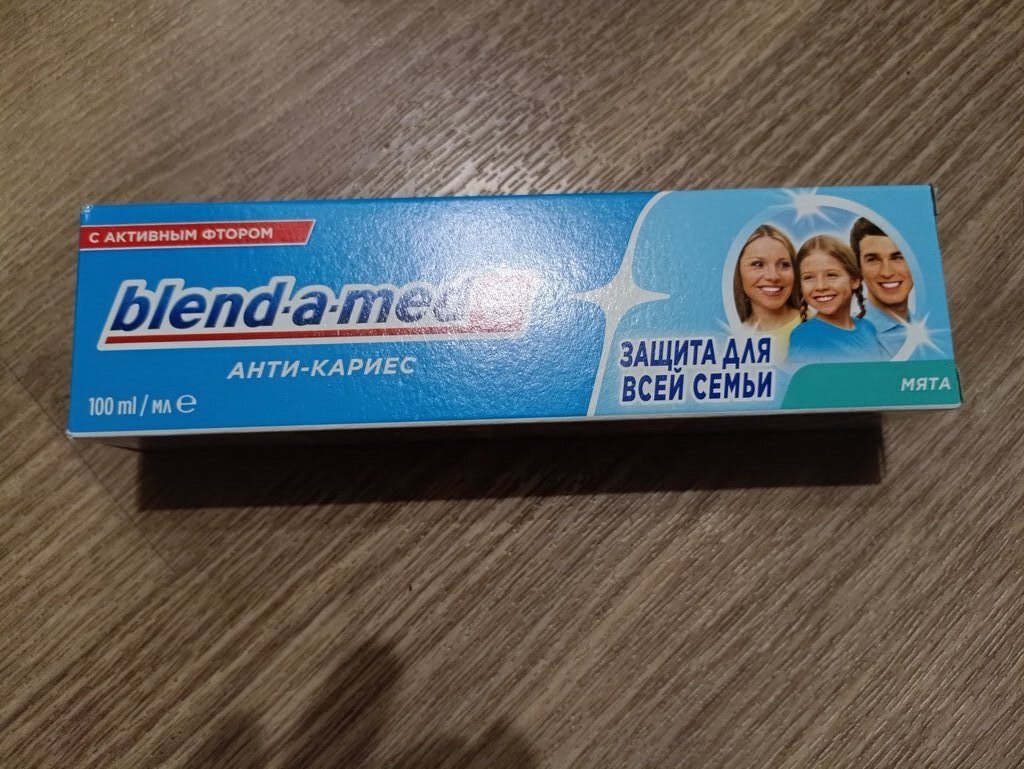 С АКТИВНЫМ ФТОРОМ
blend-a-med
АНТИ-КАРИЕС
100 ml / мл e
ЗАЩИТА ДЛЯ
ВСЕЙ СЕМЬИ
МЯТА